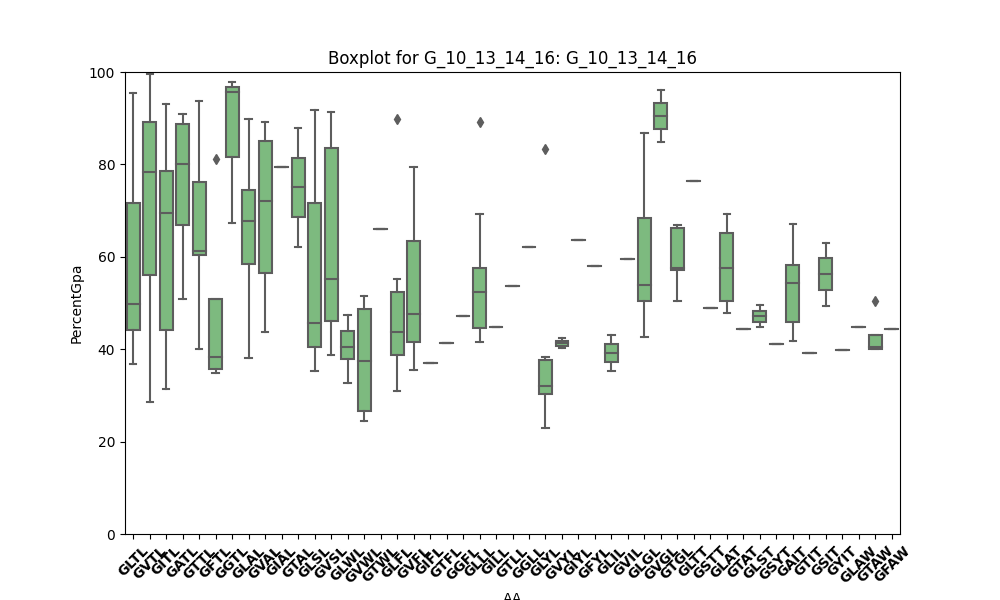 Boxplot for G_10_13_14_16: G_10_13_14_16
PercentGpa
100
80
60
40
20
0
GLTL GVTL GITL GATL GTTL GFTL GGTL GLAL GVAL GIAL GTAL GLSL GVSL GLWL GVWL GTWL GLFL GVFL GIFL GTFL GGFL GLLL GILL GTLL GGLL GLYL GVYL GIYL GFYL GLIL GVIL GLGL GVGL GTGL GLTT GSTT GLAT GTAT GLST GSYT GAIT GTIT GSIT GYIT GLAW GTAW GFAW
AA